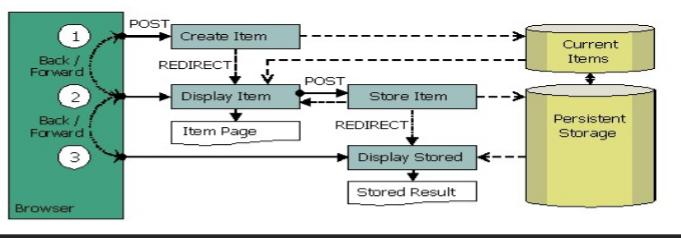 1
POST
Create Item
Current
Items
Back /
Forward
REDIRECT
2
Display Item
POST
Store Item
Item Page
REDIRECT
Persistent
Storage
Back /
Forward
3
Display Stored
Stored Result
Browser